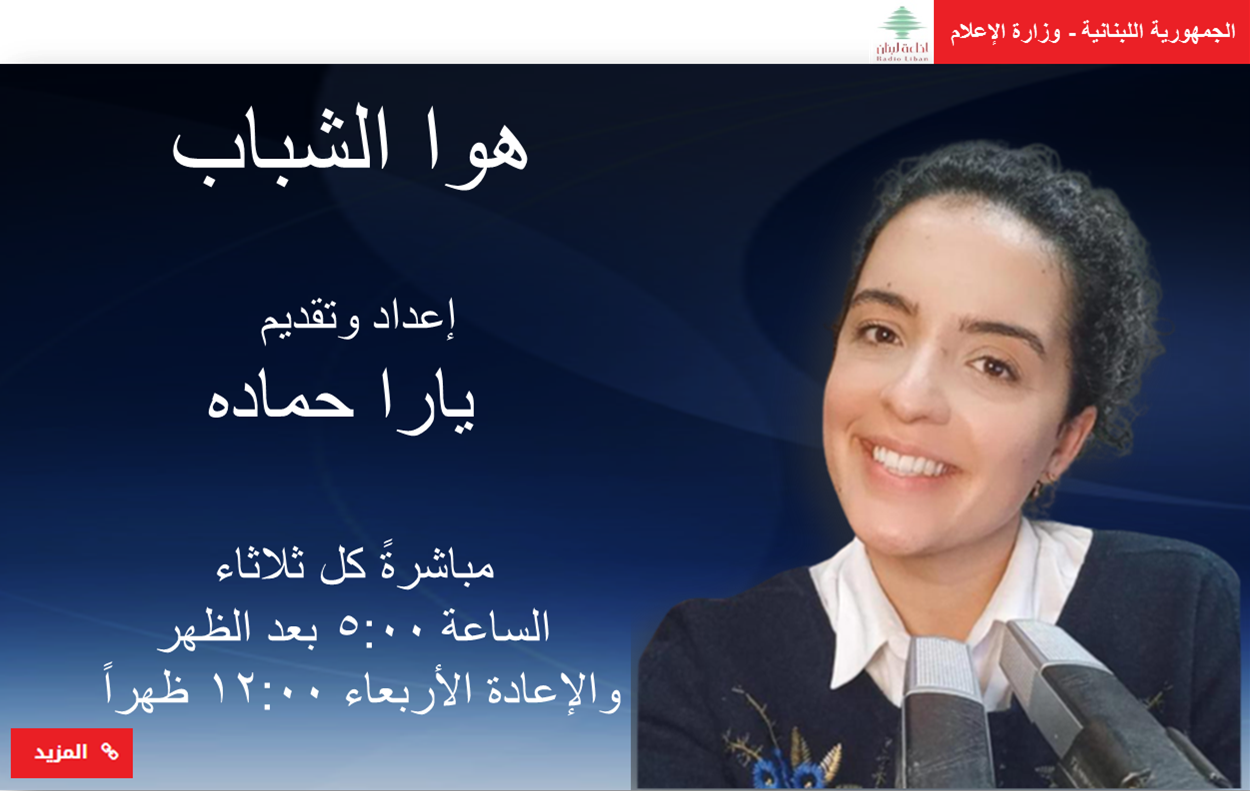 الجمهورية اللبنانية - وزارة الإعلام
اذاعة لبنان
Radio Liban
هوا الشباب
إعداد وتقديم
يارا حماده
مباشرةً كل ثلاثاء
الساعة ٥:٠٠ بعد الظهر
والإعادة الأربعاء ١٢:٠٠ ظهراً
المزيد